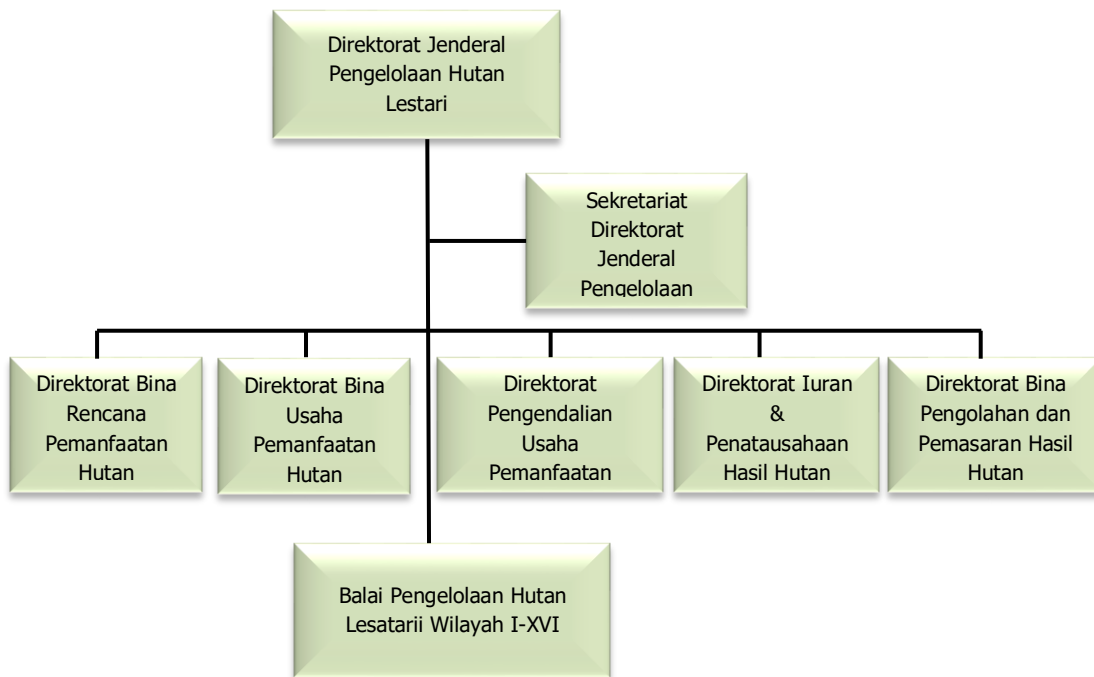 Direktorat Jenderal
Pengelolaan Hutan
Lestari
Sekretariat
Direktorat
Jenderal
Pengelolaan
Direktorat Bina
Rencana
Pemanfaatan
Hutan
Direktorat Bina
Usaha
Pemanfaatan
Hutan
Direktorat
Pengendalian
Usaha
Pemanfaatan
Direktorat Iuran
&
Penatausahaan
Hasil Hutan
Direktorat Bina
Pengolahan dan
Pemasaran Hasil
Hutan
Balai Pengelolaan Hutan
Lesatarii Wilayah I-XVI